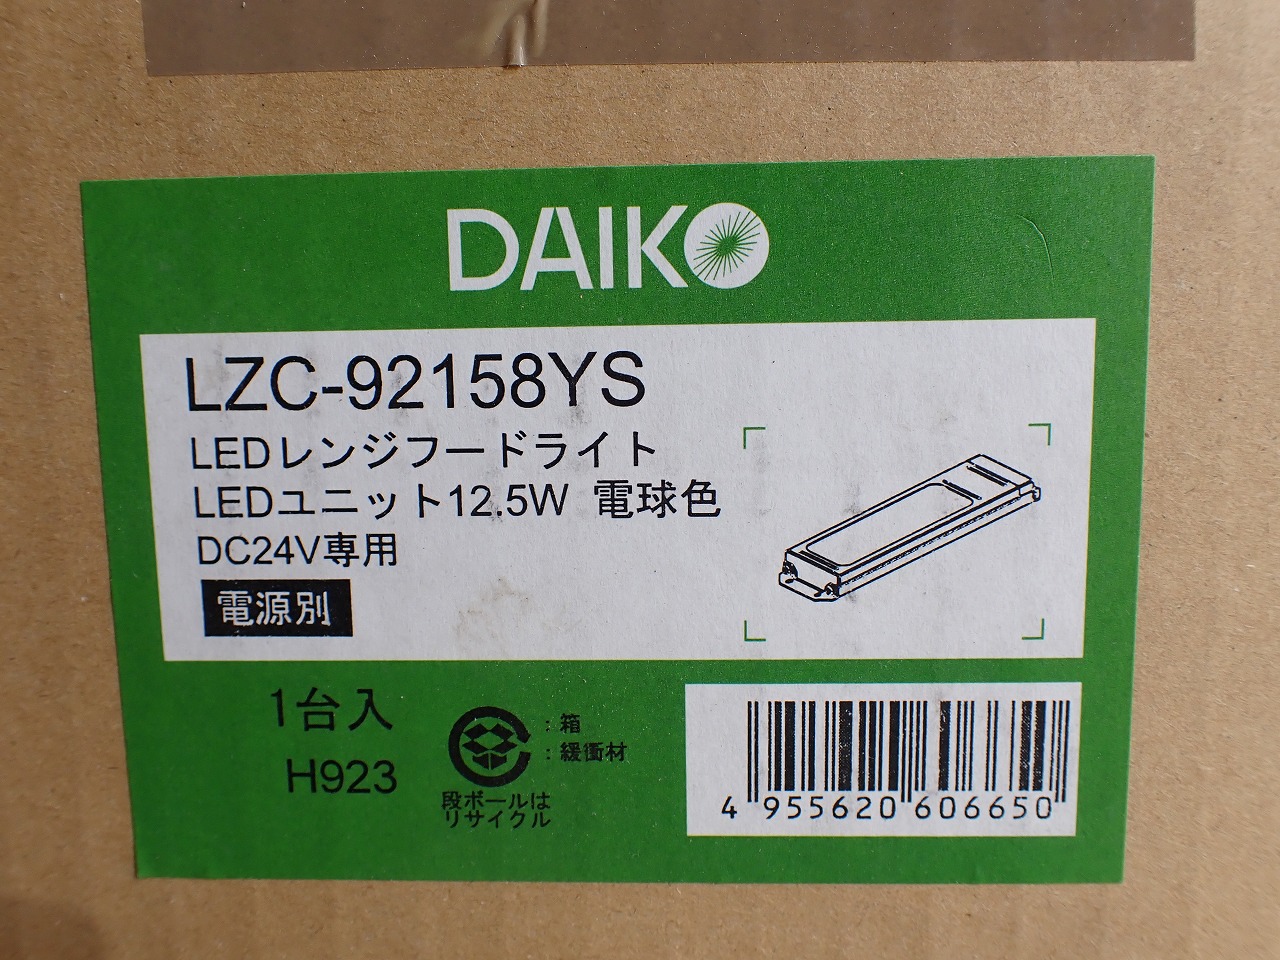 DAIKO
LZC-92158YS
LEDレンジフードライト
LEDユニット12.5W 電球色
DC24V専用
電源別
1台入
H923
：箱
：緩衝材
段ボールは
リサイクル
4 955620 606650